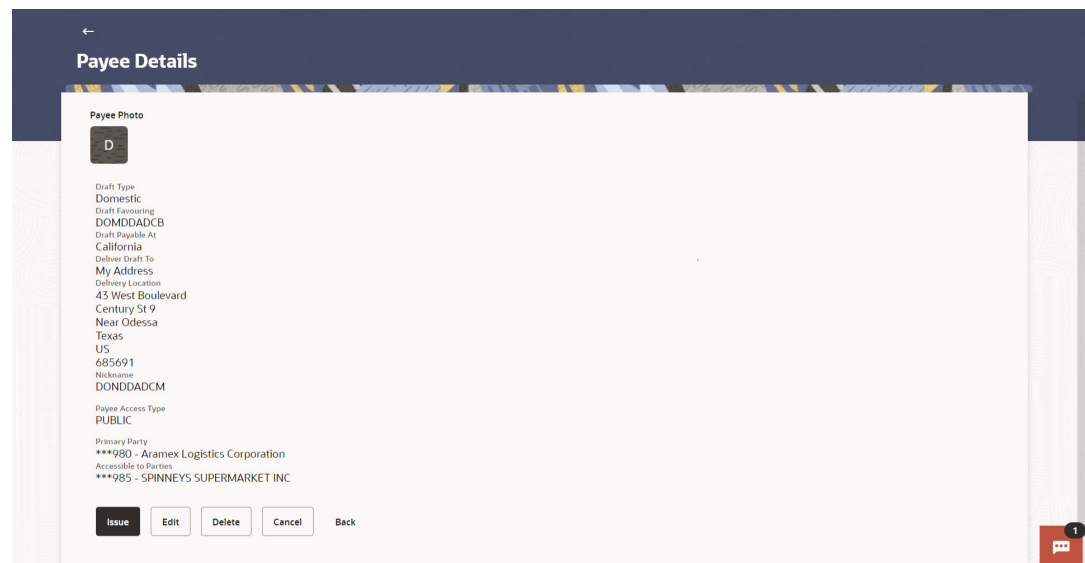 Payee Details
Payee Photo
D
Draft Type
Domestic
Draft Favouring
DOMDDADCB
Draft Payable At
California
Deliver Draft To
My Address
Delivery Location
43 West Boulevard
Century St 9
Near Odessa
Texas
US
685691
Nickname
DONDDADCM
Payee Access Type
PUBLIC
Primary Party
***980 - Aramex Logistics Corporation
Accessible to Parties
***985 - SPINNEYS SUPERMARKET INC
Issue Edit Delete Cancel Back
1